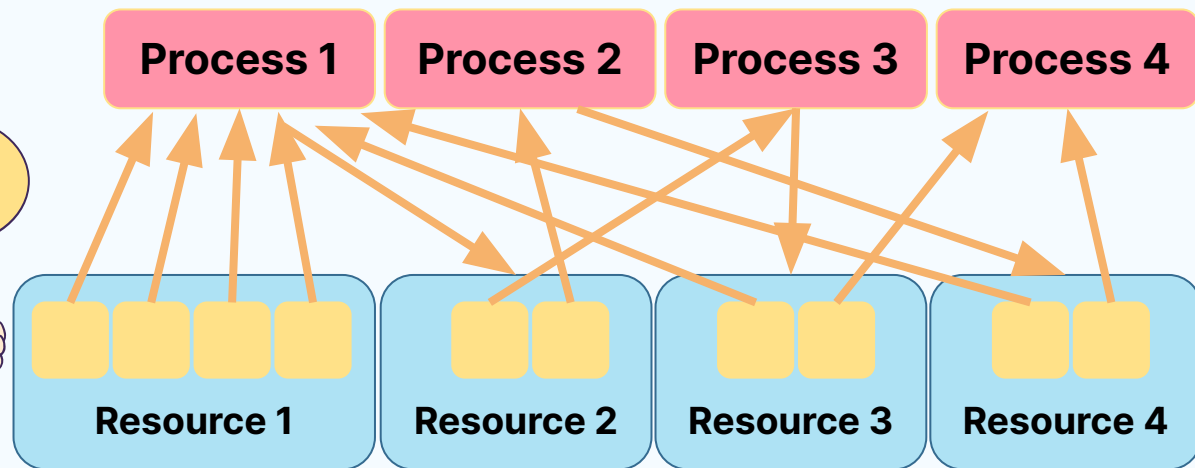 Process 1
Process 2
Process 3
Process 4
Resource 1
Resource 2
Resource 3
Resource 4